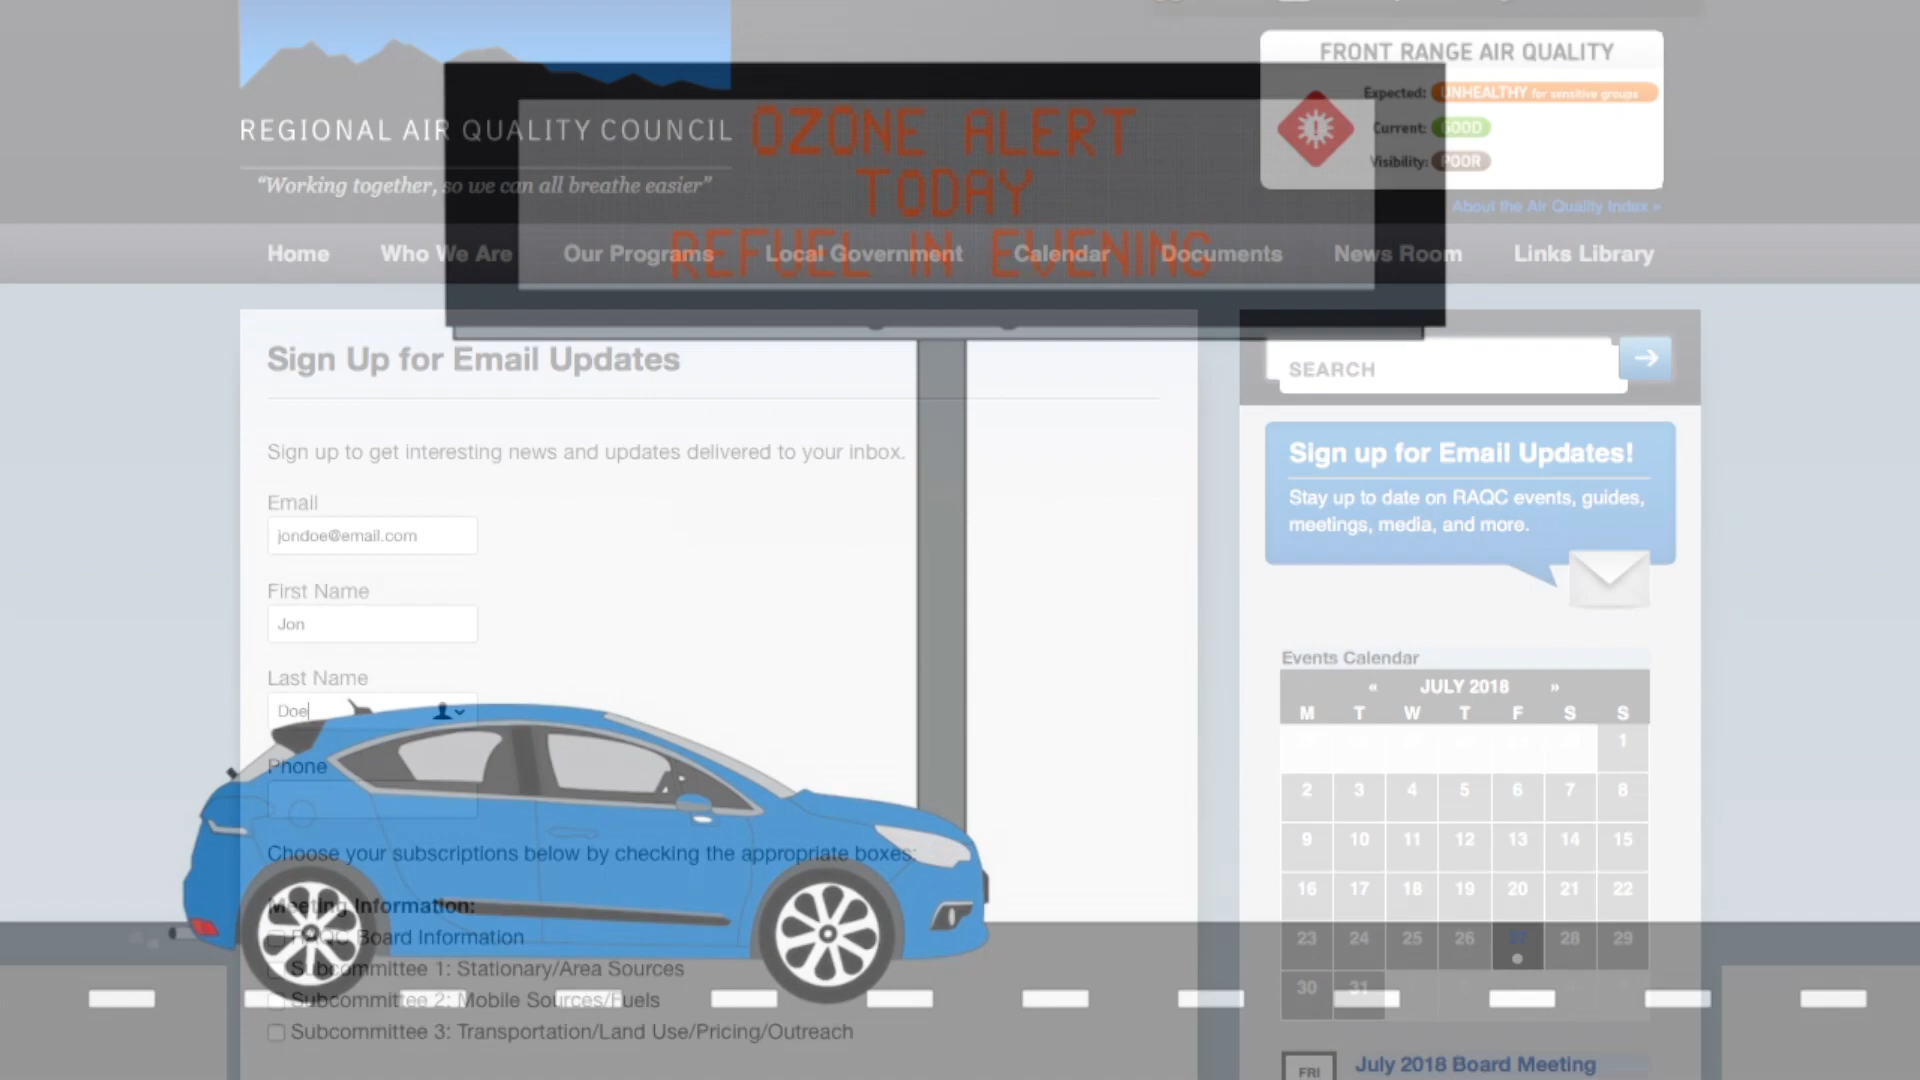 REGIONAL AIR QUALITY COUNCIL
“Working together, so we can all breathe easier”
OZONE ALERT
TODAY
REFUEL IN EVENING
FRONT RANGE AIR QUALITY
Expected: UNHEALTHY for sensitive groups
Current: GOOD
Visibility: POOR
About the Air Quality Index »
Home Who We Are Our Programs Local Government Calendar Documents News Room Links Library
Sign Up for Email Updates
Sign up to get interesting news and updates delivered to your inbox.
Email
jondoe@email.com
First Name
Jon
Last Name
Doe
Phone
Choose your subscriptions below by checking the appropriate boxes:
Meeting Information:
RAQC Board Information
Subcommittee 1: Stationary/Area Sources
Subcommittee 2: Mobile Sources/Fuels
Subcommittee 3: Transportation/Land Use/Pricing/Outreach
SEARCH
Sign up for Email Updates!
Stay up to date on RAQC events, guides,
meetings, media, and more.
Events Calendar
« JULY 2018 »
M T W T F S S
1
2 3 4 5 6 7 8
9 10 11 12 13 14 15
16 17 18 19 20 21 22
23 24 25 26 27 28 29
30 31
FRI
July 2018 Board Meeting